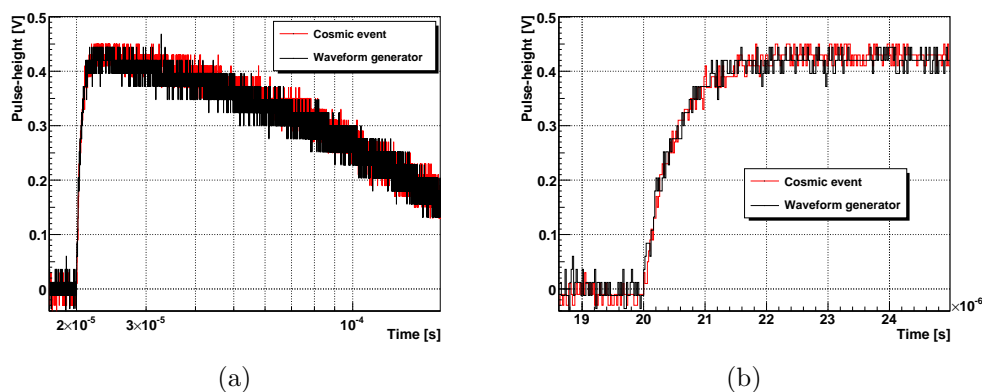 Pulse-height [V]
0.5
0.4
0.3
0.2
0.1
0
Cosmic event
Waveform generator
2×10⁻⁵
3×10⁻⁵
10⁻⁴
Time [s]
(a)
Pulse-height [V]
0.5
0.4
0.3
0.2
0.1
0
Cosmic event
Waveform generator
19 20 21 22 23 24
×10⁻⁶
Time [s]
(b)